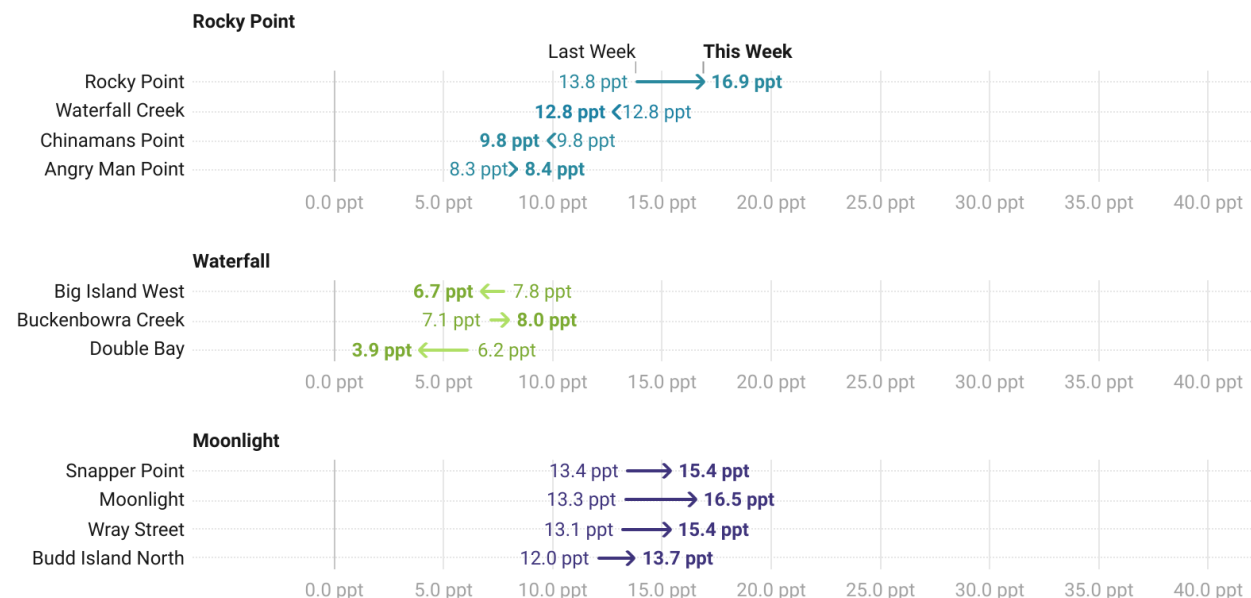 Rocky Point
Last Week This Week
Rocky Point 13.8 ppt 16.9 ppt
Waterfall Creek 12.8 ppt 12.8 ppt
Chinamans Point 9.8 ppt 9.8 ppt
Angry Man Point 8.3 ppt 8.4 ppt
0.0 ppt 5.0 ppt 10.0 ppt 15.0 ppt 20.0 ppt 25.0 ppt 30.0 ppt 35.0 ppt 40.0 ppt
Waterfall
Big Island West 6.7 ppt 7.8 ppt
Buckenbowra Creek 7.1 ppt 8.0 ppt
Double Bay 3.9 ppt 6.2 ppt
0.0 ppt 5.0 ppt 10.0 ppt 15.0 ppt 20.0 ppt 25.0 ppt 30.0 ppt 35.0 ppt 40.0 ppt
Moonlight
Snapper Point 13.4 ppt 15.4 ppt
Moonlight 13.3 ppt 16.5 ppt
Wray Street 13.1 ppt 15.4 ppt
Budd Island North 12.0 ppt 13.7 ppt
0.0 ppt 5.0 ppt 10.0 ppt 15.0 ppt 20.0 ppt 25.0 ppt 30.0 ppt 35.0 ppt 40.0 ppt